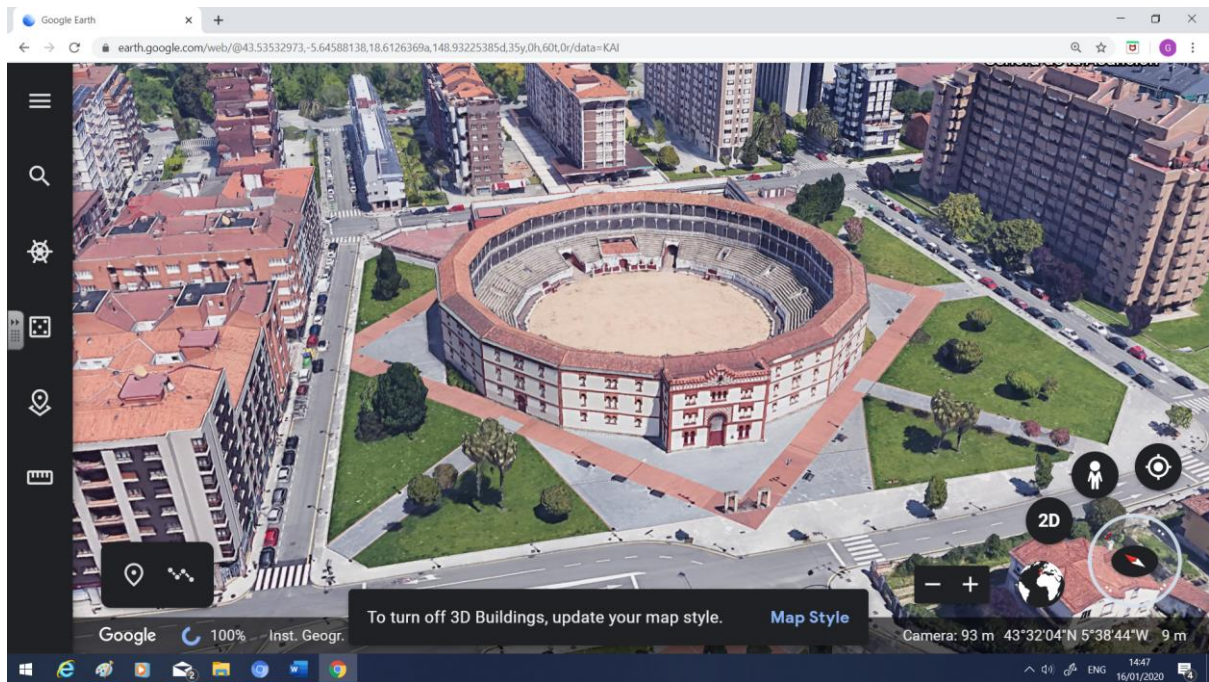 Google Earth
earth.google.com/web/@43.53532973,-5.64588138,18.6126369a,148.93225385d,35y,0h,60t,0r/data=KAI
G
2D
To turn off 3D Buildings, update your map style. Map Style
Google 100% Inst. Geogr.
Camera: 93 m 43°32'04"N 5°38'44"W 9 m
ENG
14:47
16/01/2020
2
4